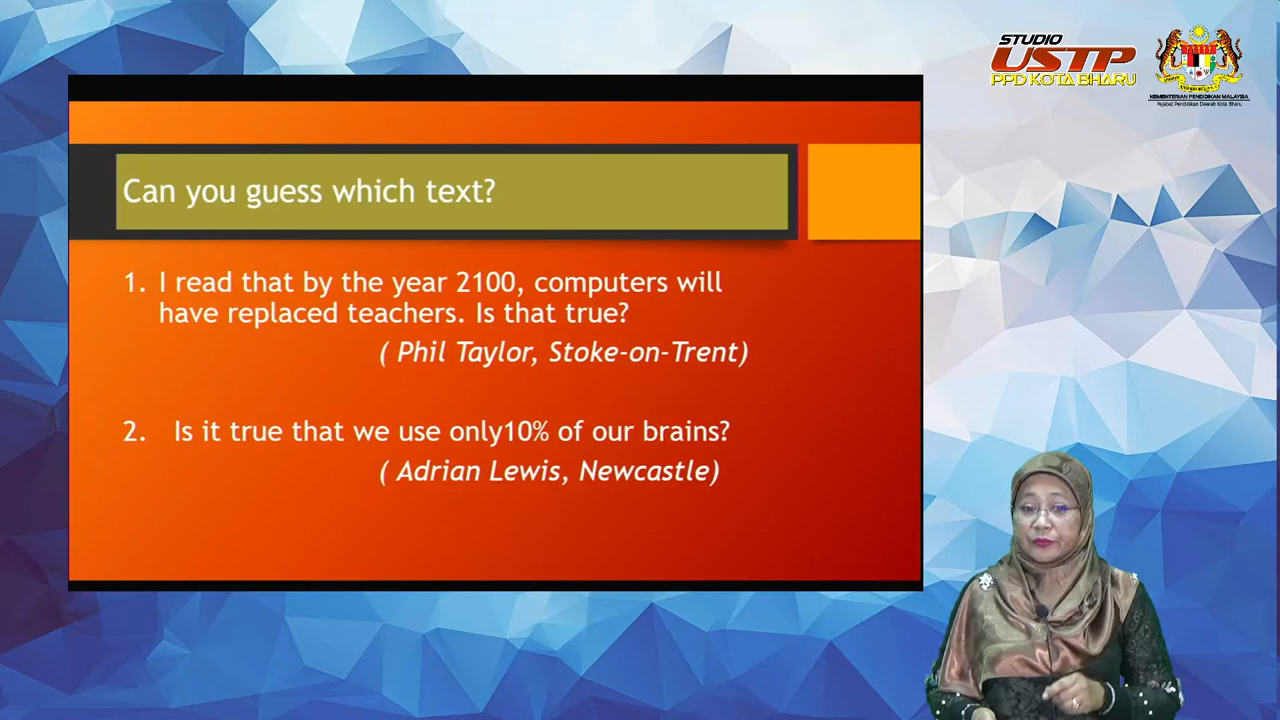 STUDIO
USTP
PPD KOTA BHARU
KEMENTERIAN PENDIDIKAN MALAYSIA
Pejabat Pendidikan Daerah Kota Bharu
Can you guess which text?
1. I read that by the year 2100, computers will
have replaced teachers. Is that true?
( Phil Taylor, Stoke-on-Trent)
2. Is it true that we use only10% of our brains?
( Adrian Lewis, Newcastle)